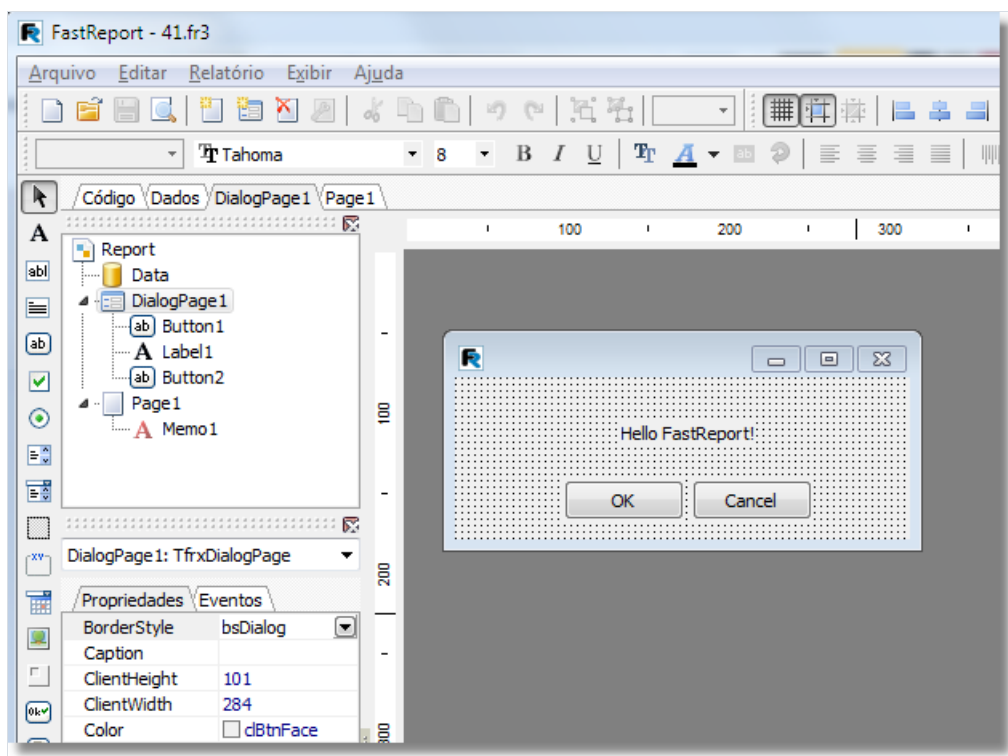 FastReport - 41.fr3
Arquivo Editar Relatório Exibir Ajuda
Tahoma 8 B I U
Código Dados DialogPage1 Page1
100 200 300
Report
Data
DialogPage1
Button1
Label1
Button2
Page1
Memo1
100
200
300
Hello FastReport!
OK Cancel
DialogPage1: TfrxDialogPage
Propriedades Eventos
BorderStyle bsDialog
Caption
ClientHeight 101
ClientWidth 284
Color clBtnFace